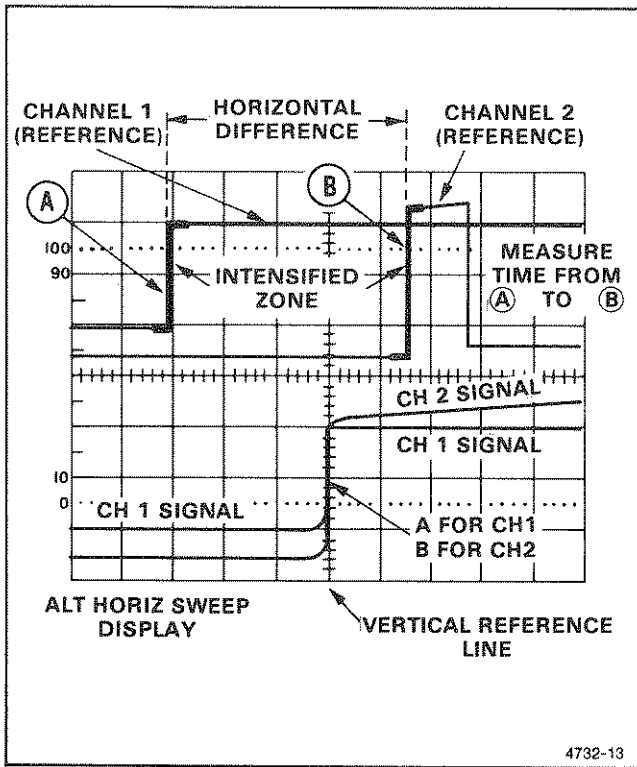 CHANNEL 1
(REFERENCE)
HORIZONTAL
DIFFERENCE
CHANNEL 2
(REFERENCE)
A
B
100
90
INTENSIFIED
ZONE
MEASURE
TIME FROM
A TO B
CH 2 SIGNAL
CH 1 SIGNAL
10
0
CH 1 SIGNAL
A FOR CH1
B FOR CH2
ALT HORIZ SWEEP
DISPLAY
VERTICAL REFERENCE
LINE
4732-13